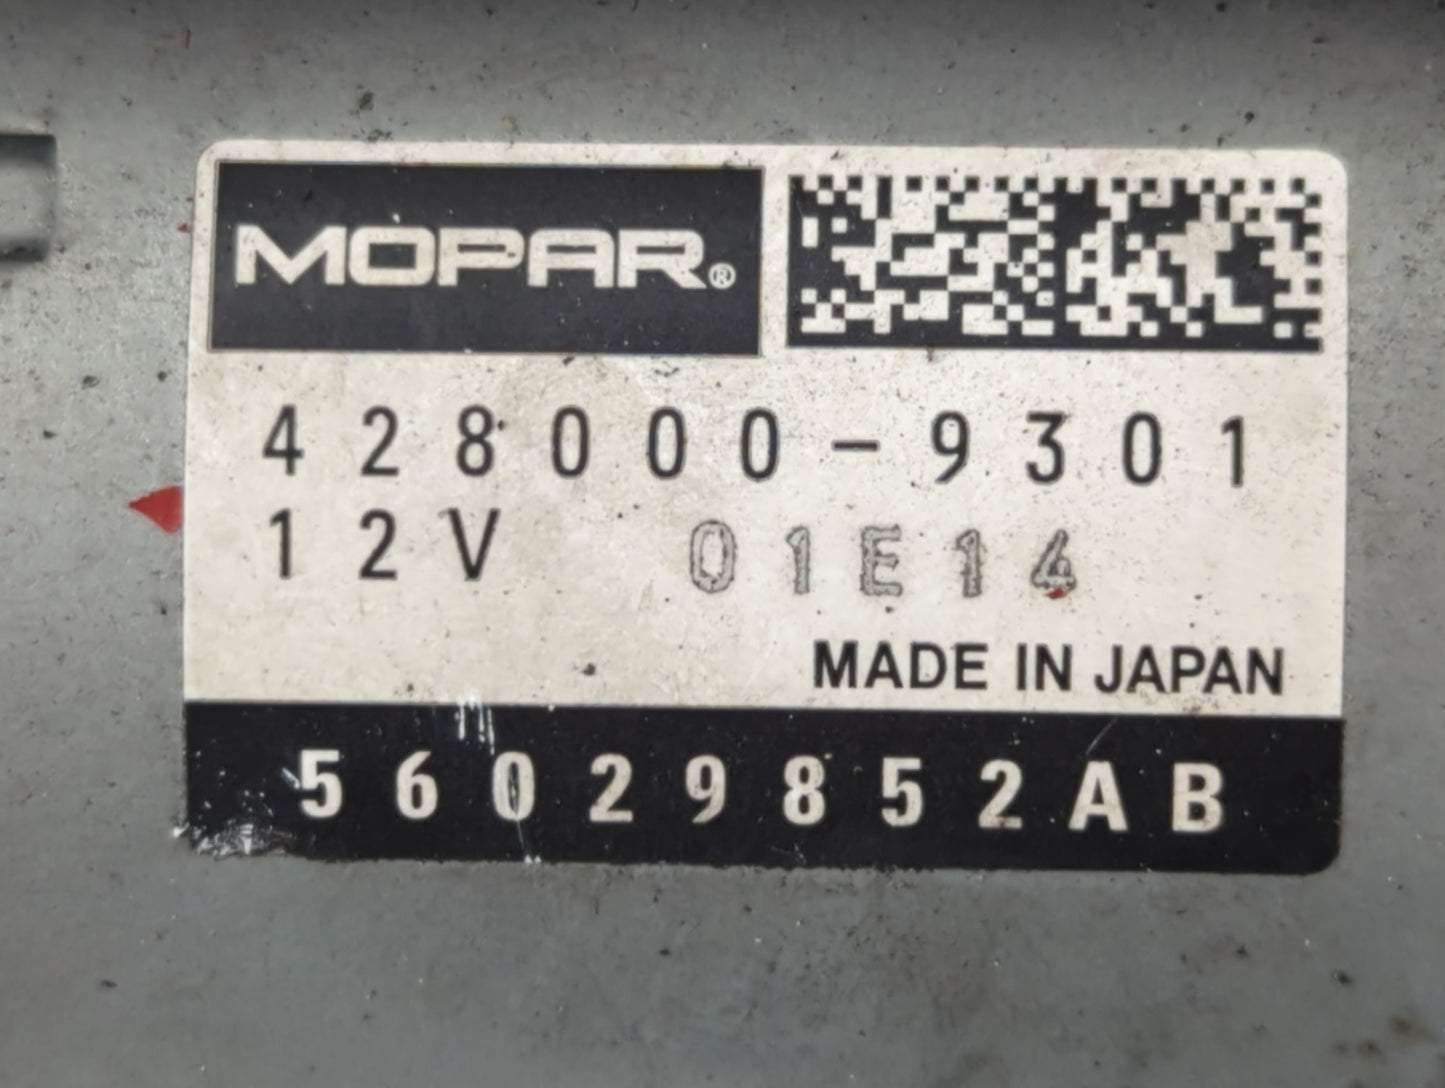 MOPAR®
428000-9301
12V 01E14
MADE IN JAPAN
56029852AB